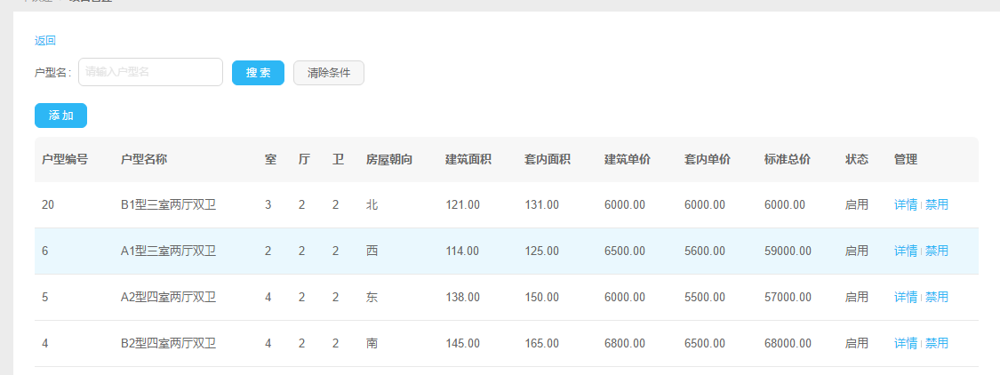 返回
户型名： 请输入户型名 搜 索 清除条件
添 加
户型编号 户型名称 室 厅 卫 房屋朝向 建筑面积 套内面积 建筑单价 套内单价 标准总价 状态 管理
20 B1型三室两厅双卫 3 2 2 北 121.00 131.00 6000.00 6000.00 6000.00 启用 详情 | 禁用
6 A1型三室两厅双卫 2 2 2 西 114.00 125.00 6500.00 5600.00 59000.00 启用 详情 | 禁用
5 A2型四室两厅双卫 4 2 2 东 138.00 150.00 6000.00 5500.00 57000.00 启用 详情 | 禁用
4 B2型四室两厅双卫 4 2 2 南 145.00 165.00 6800.00 6500.00 68000.00 启用 详情 | 禁用